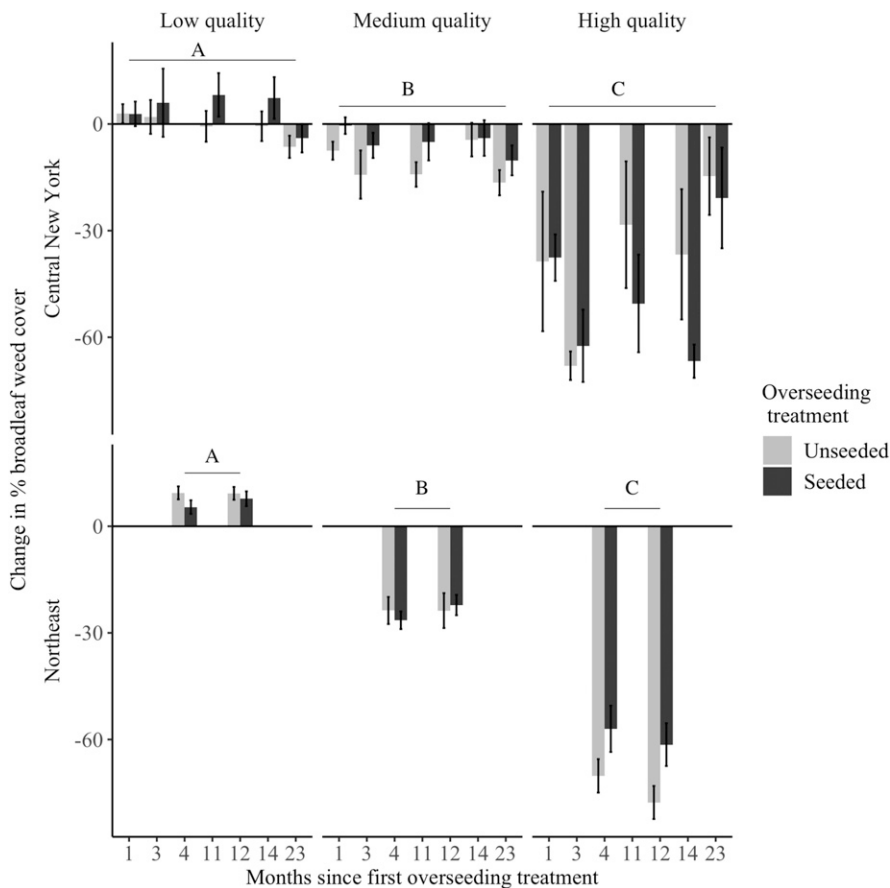 Low quality Medium quality High quality
A
B
C
0
-30
-60
Central New York
A
B
C
0
-30
-60
Northeast
Change in % broadleaf weed cover
1 3 4 11 12 14 23 1 3 4 11 12 14 23 1 3 4 11 12 14 23
Months since first overseeding treatment
Overseeding
treatment
Unseeded
Seeded